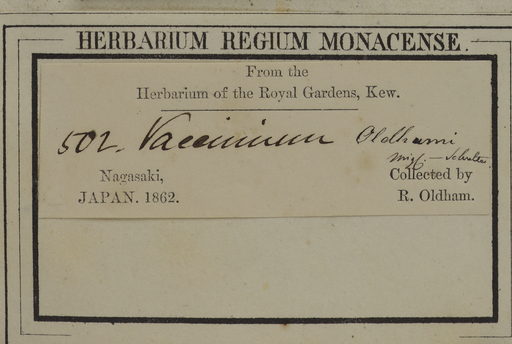 HERBARIUM REGIUM MONACENSE.
From the
Herbarium of the Royal Gardens, Kew.
502. Vaccinium Oldhami
Miq.
Nagasaki,
JAPAN. 1862.
Collected by
R. Oldham.